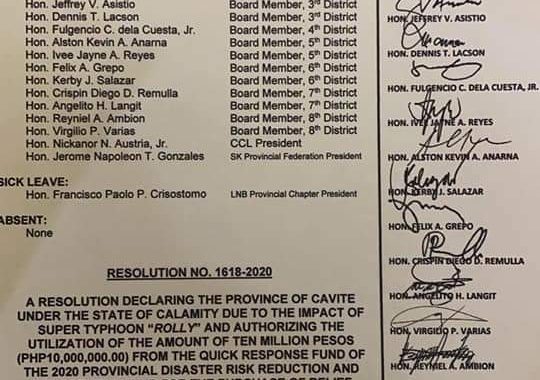 Hon. Jeffrey V. Asistio Board Member, 3rd District
Hon. Dennis T. Lacson Board Member, 3rd District
Hon. Fulgencio C. dela Cuesta, Jr. Board Member, 4th District
Hon. Alston Kevin A. Anarna Board Member, 5th District
Hon. Ivee Jayne A. Reyes Board Member, 5th District
Hon. Felix A. Grepo Board Member, 6th District
Hon. Kerby J. Salazar Board Member, 6th District
Hon. Crispin Diego D. Remulla Board Member, 7th District
Hon. Angelito H. Langit Board Member, 7th District
Hon. Reyniel A. Ambion Board Member, 8th District
Hon. Virgilio P. Varias Board Member, 8th District
Hon. Nickanor N. Austria, Jr. CCL President
Hon. Jerome Napoleon T. Gonzales SK Provincial Federation President
SICK LEAVE:
Hon. Francisco Paolo P. Crisostomo LNB Provincial Chapter President
ABSENT:
None
RESOLUTION NO. 1618-2020
A RESOLUTION DECLARING THE PROVINCE OF CAVITE
UNDER THE STATE OF CALAMITY DUE TO THE IMPACT OF
SUPER TYPHOON "ROLLY" AND AUTHORIZING THE
UTILIZATION OF THE AMOUNT OF TEN MILLION PESOS
(PHP10,000,000.00) FROM THE QUICK RESPONSE FUND OF
THE 2020 PROVINCIAL DISASTER RISK REDUCTION AND
HON. JEFFREY V. ASISTIO
HON. DENNIS T. LACSON
HON. FULGENCIO C. DELA CUESTA, JR.
HON. IVEE JAYNE A. REYES
HON. ALSTON KEVIN A. ANARNA
HON. KERBY J. SALAZAR
HON. FELIX A. GREPO
HON. CRISPIN DIEGO D. REMULLA
HON. ANGELITO H. LANGIT
HON. VIRGILIO P. VARIAS
HON. REYNIEL A. AMBION